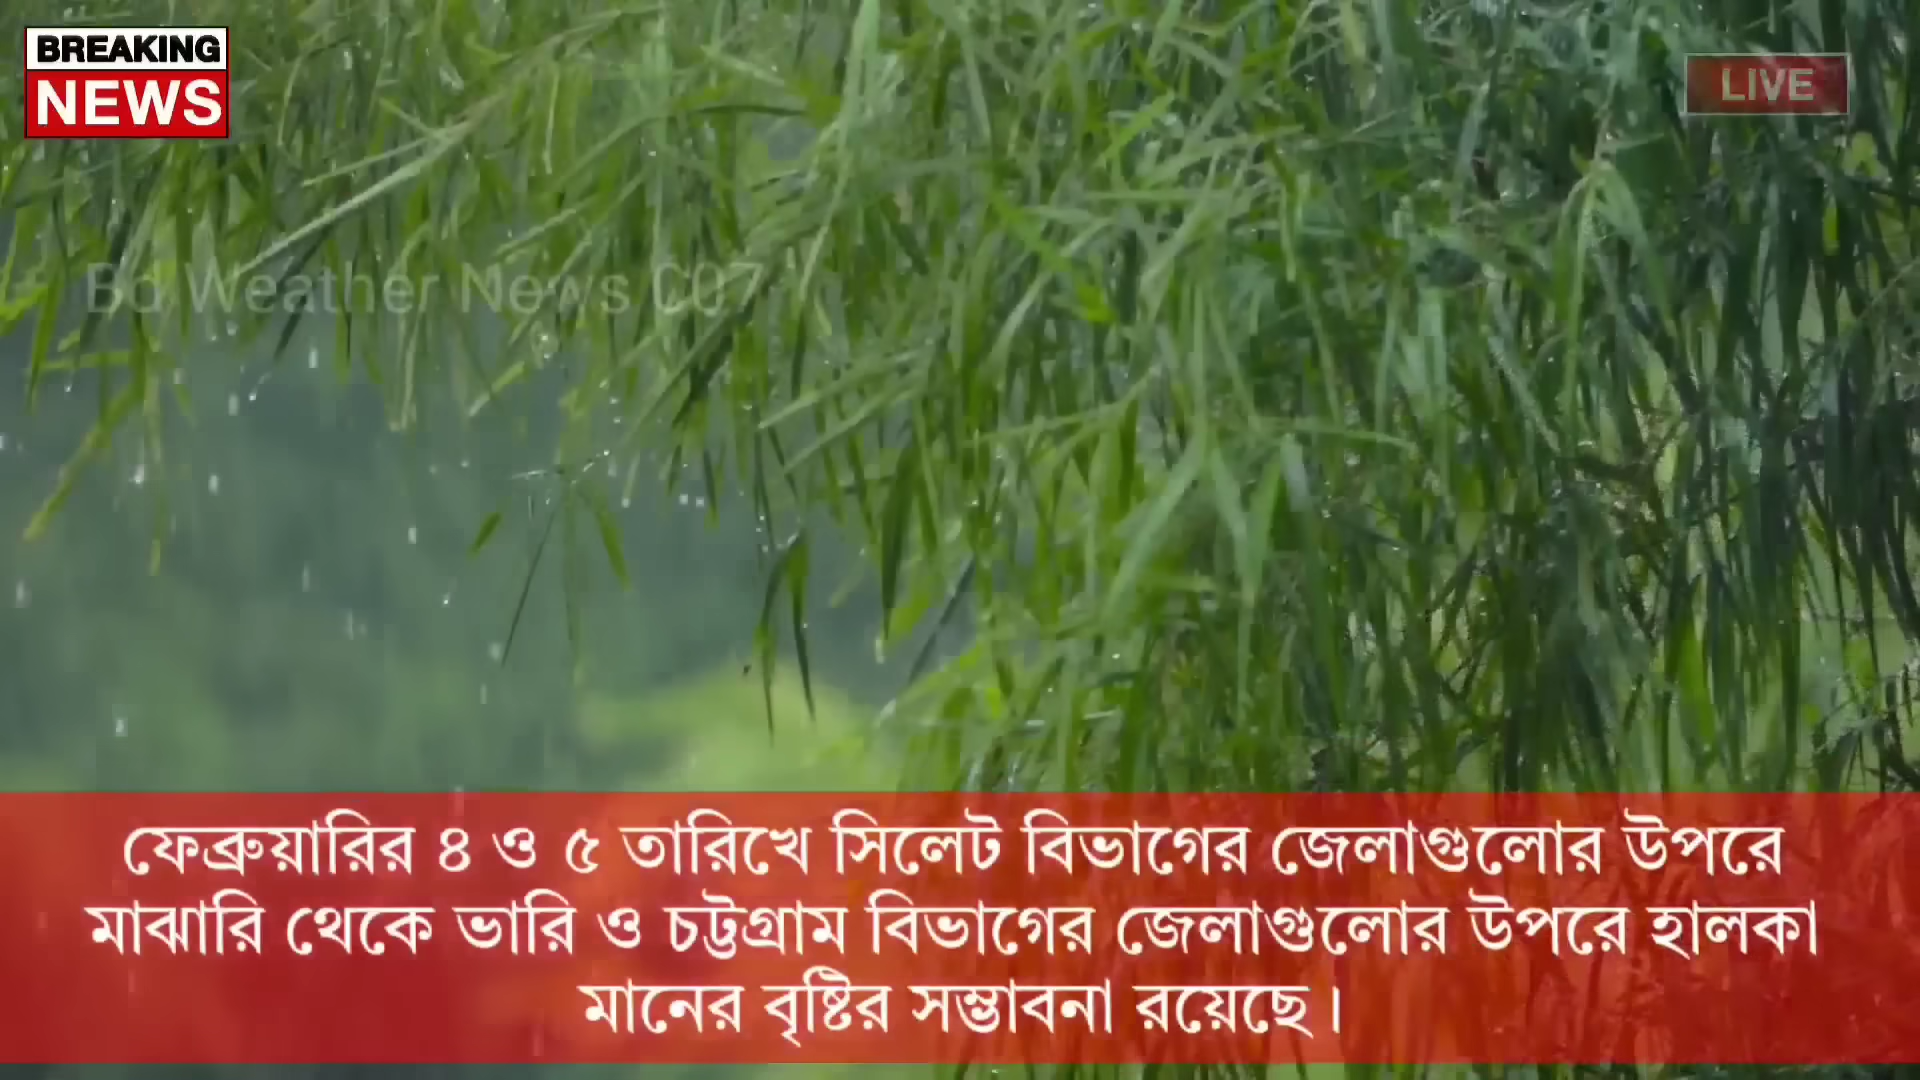 BREAKING
NEWS
LIVE
Bd Weather News C07
ফেব্রুয়ারির ৪ ও ৫ তারিখে সিলেট বিভাগের জেলাগুলোর উপরে
মাঝারি থেকে ভারি ও চট্টগ্রাম বিভাগের জেলাগুলোর উপরে হালকা
মানের বৃষ্টির সম্ভাবনা রয়েছে।